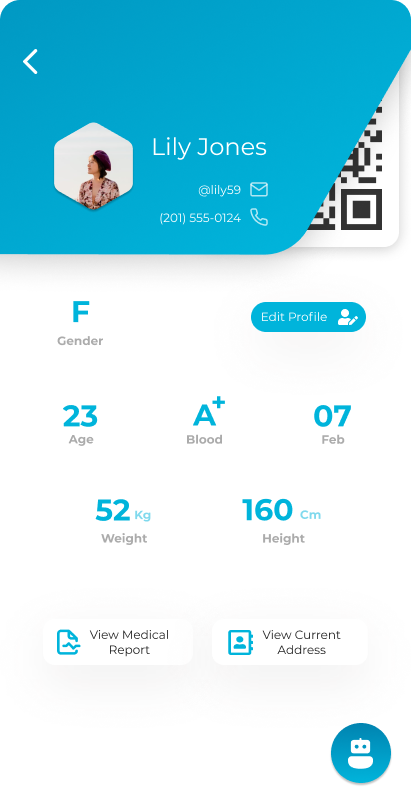 Lily Jones
@lily59
(201) 555-0124
F
Gender
Edit Profile
23
Age
A+
Blood
07
Feb
52 Kg
Weight
160 Cm
Height
View Medical
Report
View Current
Address